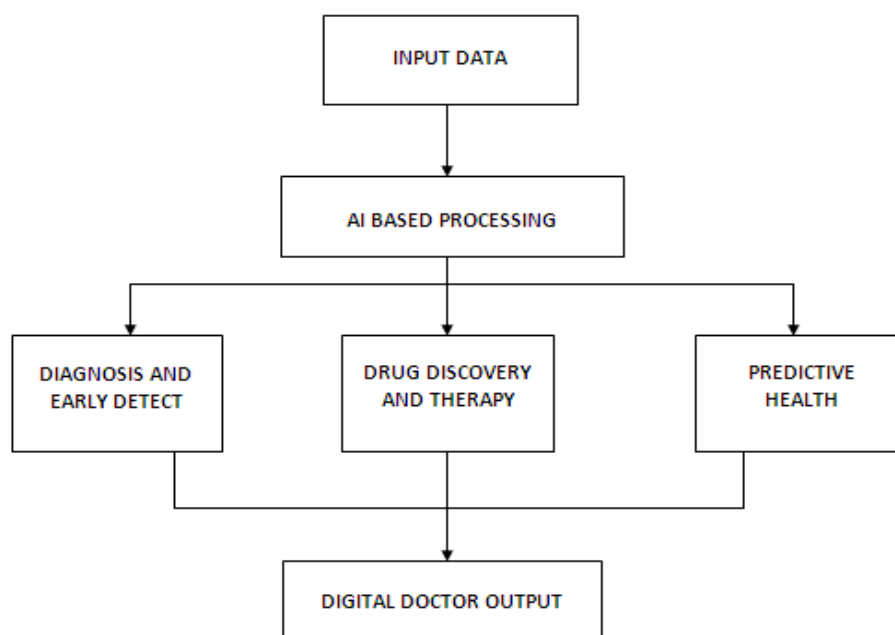 INPUT DATA
AI BASED PROCESSING
DIAGNOSIS AND
EARLY DETECT
DRUG DISCOVERY
AND THERAPY
PREDICTIVE
HEALTH
DIGITAL DOCTOR OUTPUT